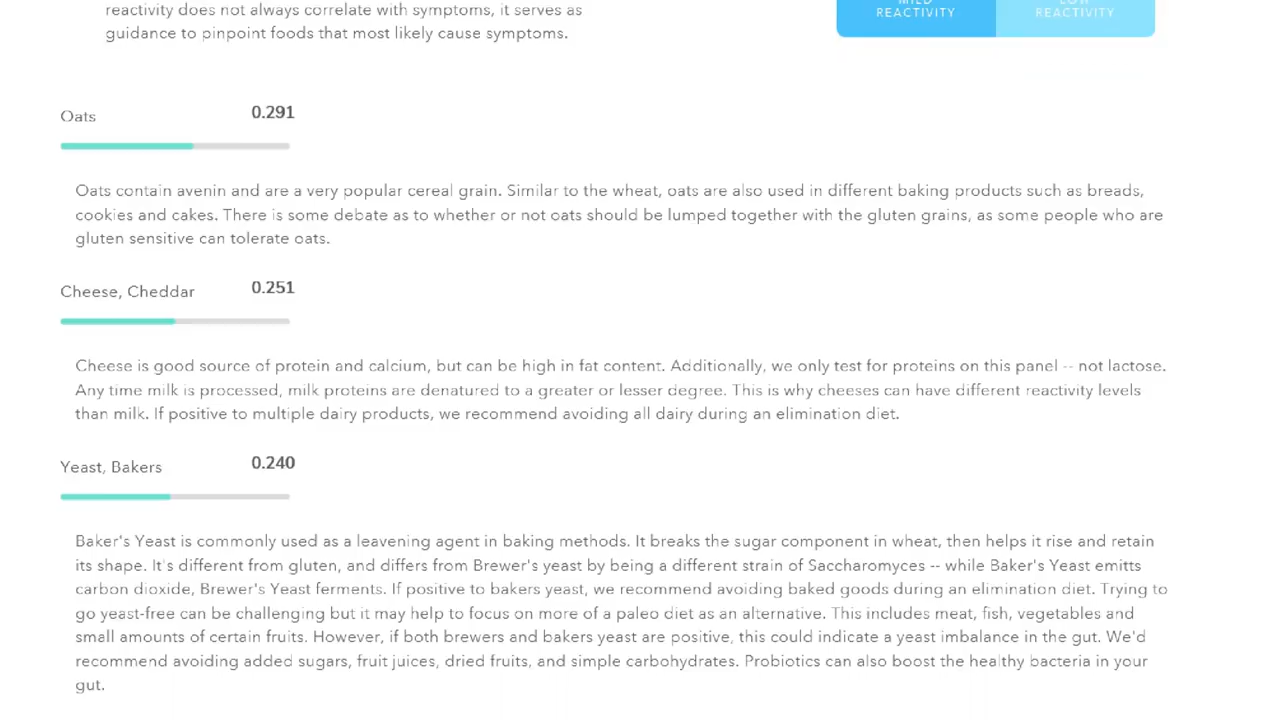 reactivity does not always correlate with symptoms, it serves as
guidance to pinpoint foods that most likely cause symptoms.
MILD
REACTIVITY
LOW
REACTIVITY
Oats
0.291
Oats contain avenin and are a very popular cereal grain. Similar to the wheat, oats are also used in different baking products such as breads,
cookies and cakes. There is some debate as to whether or not oats should be lumped together with the gluten grains, as some people who are
gluten sensitive can tolerate oats.
Cheese, Cheddar
0.251
Cheese is good source of protein and calcium, but can be high in fat content. Additionally, we only test for proteins on this panel -- not lactose.
Any time milk is processed, milk proteins are denatured to a greater or lesser degree. This is why cheeses can have different reactivity levels
than milk. If positive to multiple dairy products, we recommend avoiding all dairy during an elimination diet.
Yeast, Bakers
0.240
Baker's Yeast is commonly used as a leavening agent in baking methods. It breaks the sugar component in wheat, then helps it rise and retain
its shape. It's different from gluten, and differs from Brewer's yeast by being a different strain of Saccharomyces -- while Baker's Yeast emitts
carbon dioxide, Brewer's Yeast ferments. If positive to bakers yeast, we recommend avoiding baked goods during an elimination diet. Trying to
go yeast-free can be challenging but it may help to focus on more of a paleo diet as an alternative. This includes meat, fish, vegetables and
small amounts of certain fruits. However, if both brewers and bakers yeast are positive, this could indicate a yeast imbalance in the gut. We'd
recommend avoiding added sugars, fruit juices, dried fruits, and simple carbohydrates. Probiotics can also boost the healthy bacteria in your
gut.